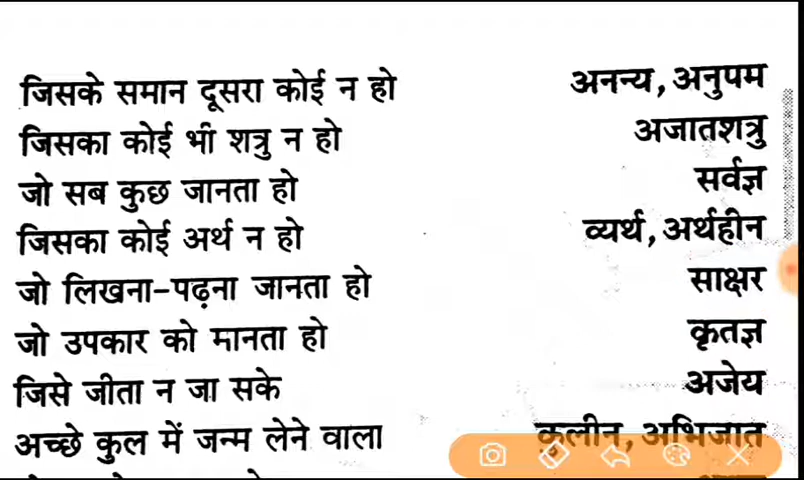 जिसके समान दूसरा कोई न हो अनन्य, अनुपम
जिसका कोई भी शत्रु न हो अजातशत्रु
जो सब कुछ जानता हो सर्वज्ञ
जिसका कोई अर्थ न हो व्यर्थ, अर्थहीन
जो लिखना-पढ़ना जानता हो साक्षर
जो उपकार को मानता हो कृतज्ञ
जिसे जीता न जा सके अजेय
अच्छे कुल में जन्म लेने वाला कुलीन, अभिजात